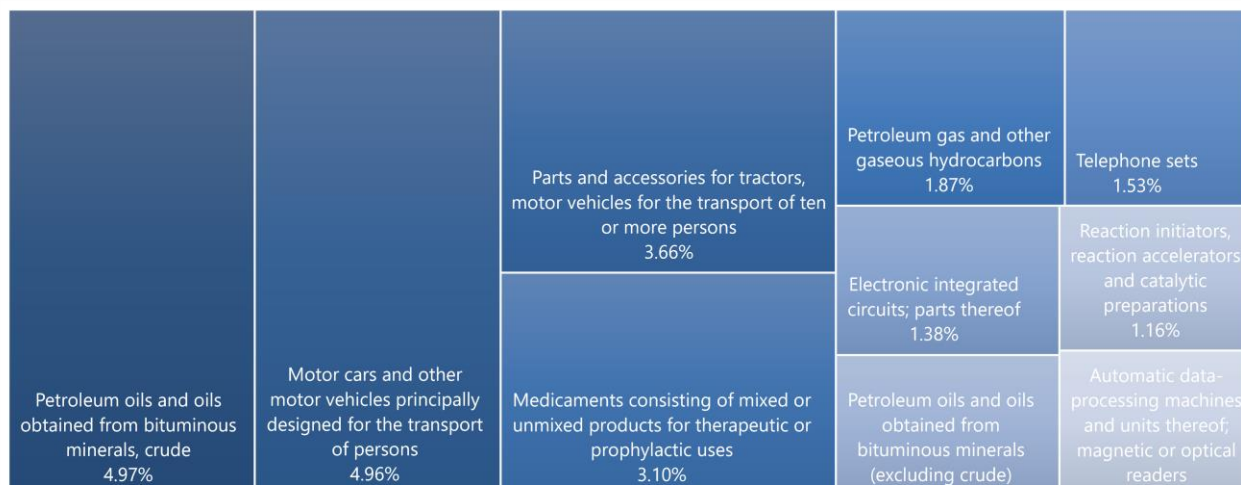 Petroleum oils and oils
obtained from bituminous
minerals, crude
4.97%
Motor cars and other
motor vehicles principally
designed for the transport
of persons
4.96%
Parts and accessories for tractors,
motor vehicles for the transport of ten
or more persons
3.66%
Medicaments consisting of mixed or
unmixed products for therapeutic or
prophylactic uses
3.10%
Petroleum gas and other
gaseous hydrocarbons
1.87%
Telephone sets
1.53%
Electronic integrated
circuits; parts thereof
1.38%
Reaction initiators,
reaction accelerators
and catalytic
preparations
1.16%
Petroleum oils and oils
obtained from
bituminous minerals
(excluding crude)
Automatic data-
processing machines
and units thereof;
magnetic or optical
readers